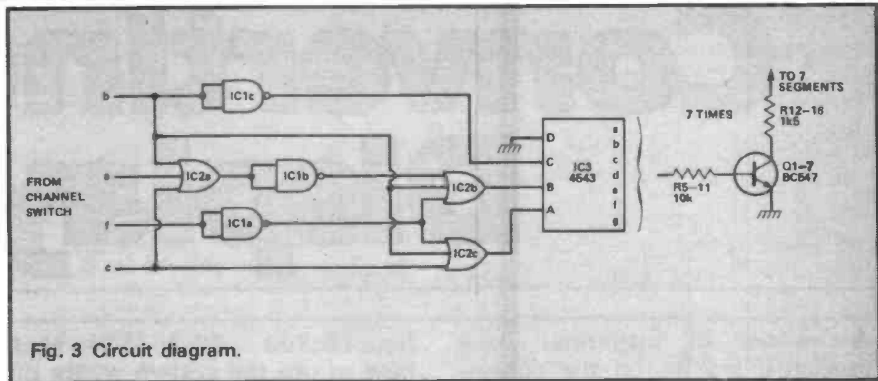 b
IC1c
TO 7
SEGMENTS
R12–16
1k5
7 TIMES
D
C
B
A
IC3
4543
a
b
c
d
e
f
g
Q1–7
BC547
R5–11
10k
FROM
CHANNEL
SWITCH
IC2a
IC1b
IC2b
f
IC1a
IC2c
Fig. 3 Circuit diagram.